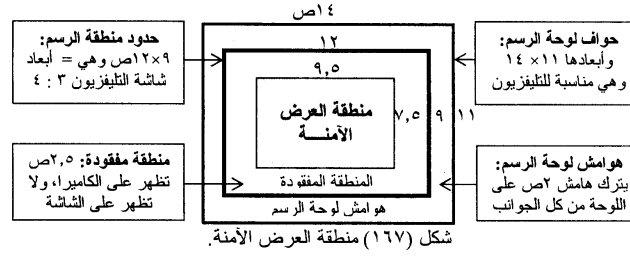 ١٤ص
حواف لوحة الرسم:
وأبعادها ١١× ١٤
وهي مناسبة للتليفزيون
حدود منطقة الرسم:
٩×١٢ص وهي = أبعاد
شاشة التليفزيون ٣ : ٤
١٢
٩,٥
منطقة العرض
الآمنـــة
٧,٥
٩
١١
المنطقة المفقودة
هوامش لوحة الرسم
هوامش لوحة الرسم:
يترك هامش ٢ص على
اللوحة من كل الجوانب
منطقة مفقودة: ٢,٥ص
تظهر على الكاميرا، ولا
تظهر على الشاشة
شكل (١٦٧) منطقة العرض الآمنة.